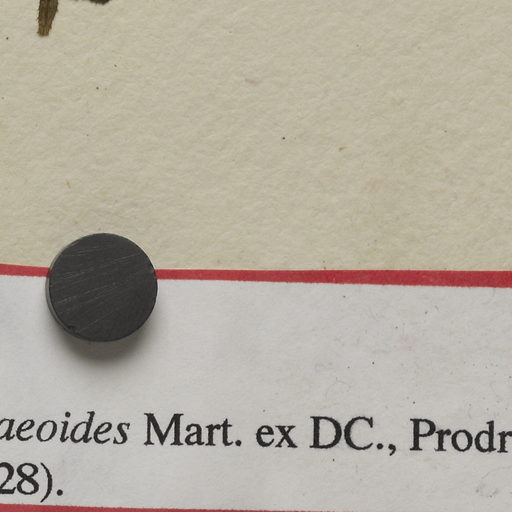 aeoides Mart. ex DC., Prodr
28).